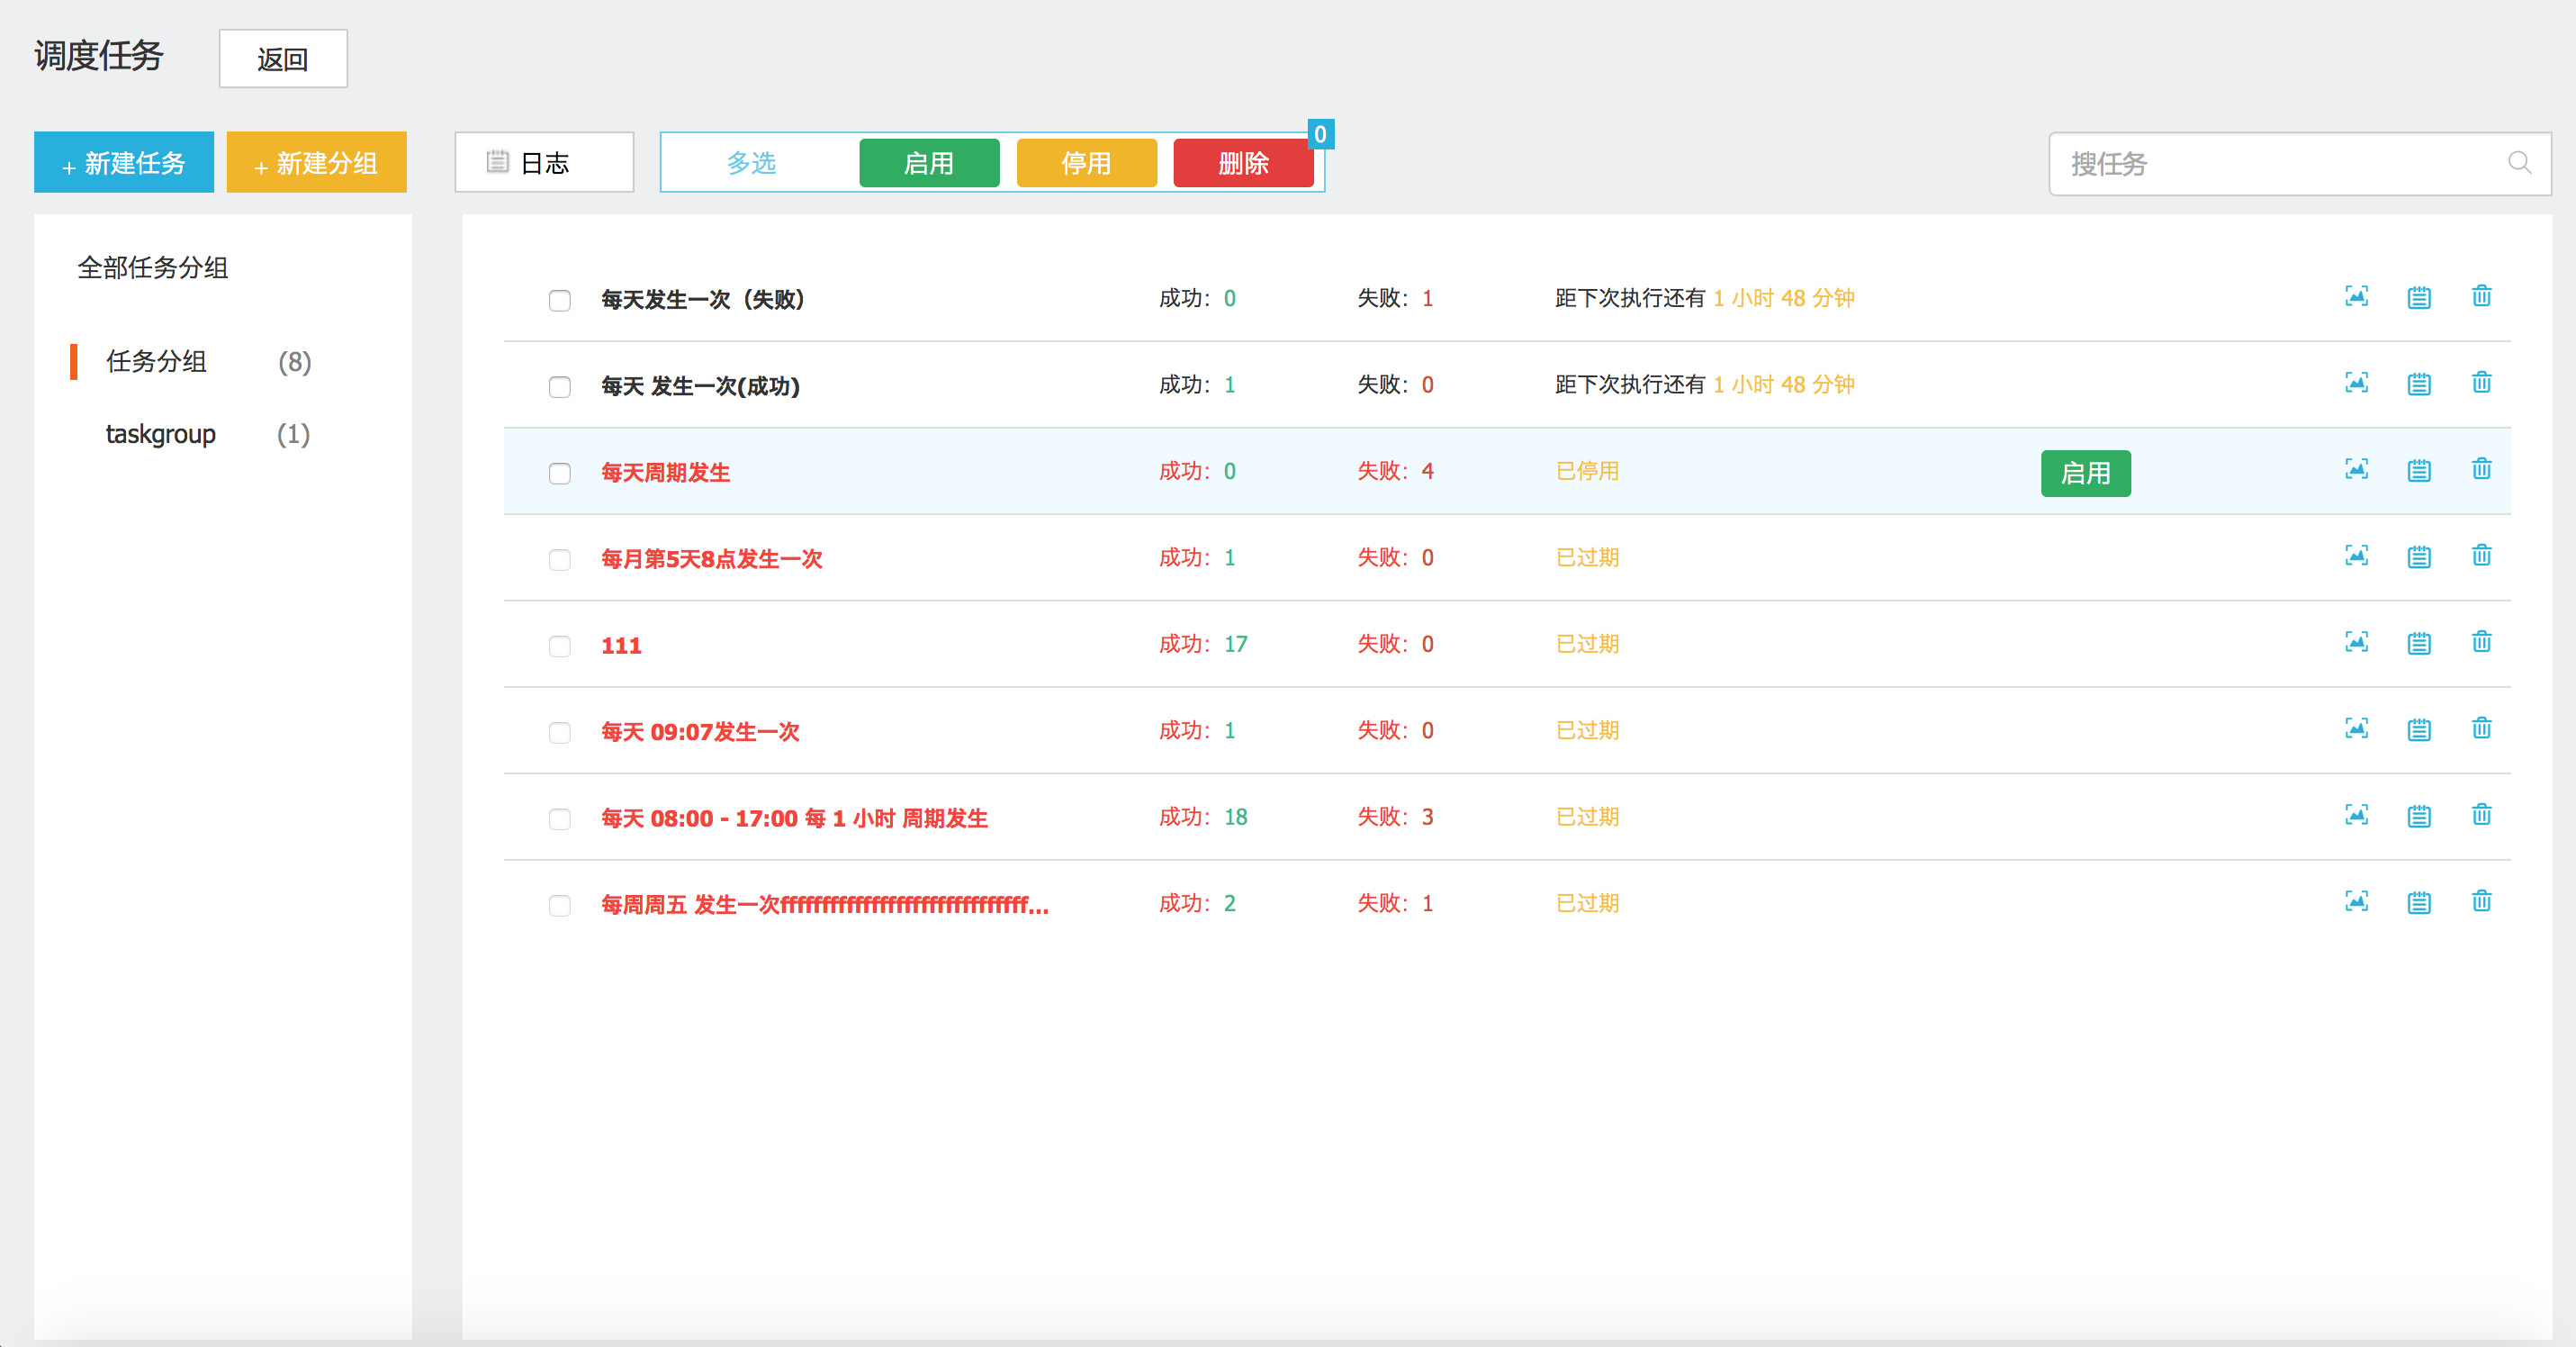 调度任务 返回
+ 新建任务 + 新建分组 日志 多选 启用 停用 删除 0 搜任务
全部任务分组
任务分组 (8)
taskgroup (1)
每天发生一次（失败） 成功：0 失败：1 距下次执行还有 1 小时 48 分钟
每天 发生一次(成功) 成功：1 失败：0 距下次执行还有 1 小时 48 分钟
每天周期发生 成功：0 失败：4 已停用 启用
每月第5天8点发生一次 成功：1 失败：0 已过期
111 成功：17 失败：0 已过期
每天 09:07发生一次 成功：1 失败：0 已过期
每天 08:00 - 17:00 每 1 小时 周期发生 成功：18 失败：3 已过期
每周周五 发生一次ffffffffffffffffffffffffffffff... 成功：2 失败：1 已过期